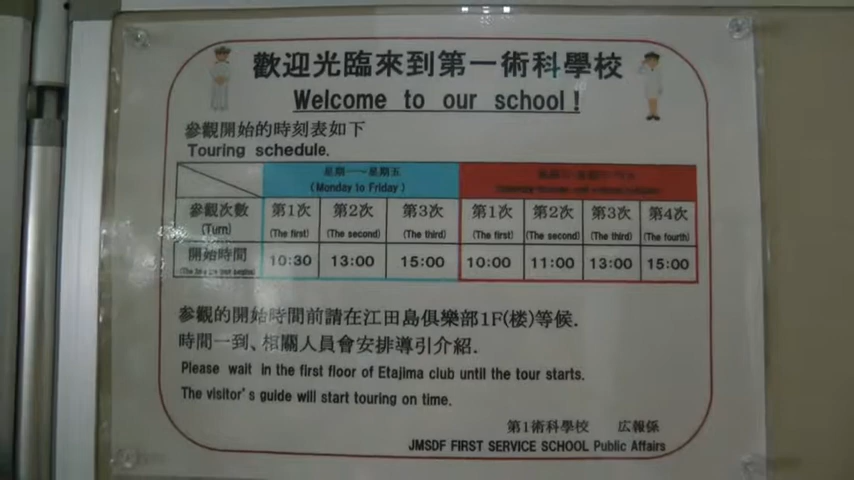 歡迎光臨來到第一術科學校
Welcome to our school!
參觀開始的時刻表如下
Touring schedule.
星期一～星期五
(Monday to Friday)
參觀次數 第1次 第2次 第3次 第1次 第2次 第3次 第4次
(Turn) (The first) (The second) (The third) (The first) (The second) (The third) (The fourth)
開始時間 10:30 13:00 15:00 10:00 11:00 13:00 15:00
參觀的開始時間前請在江田島俱樂部1F(楼)等候.
時間一到、相關人員會安排導引介紹.
Please wait in the first floor of Etajima club until the tour starts.
The visitor's guide will start touring on time.
第1術科學校 広報係
JMSDF FIRST SERVICE SCHOOL Public Affairs